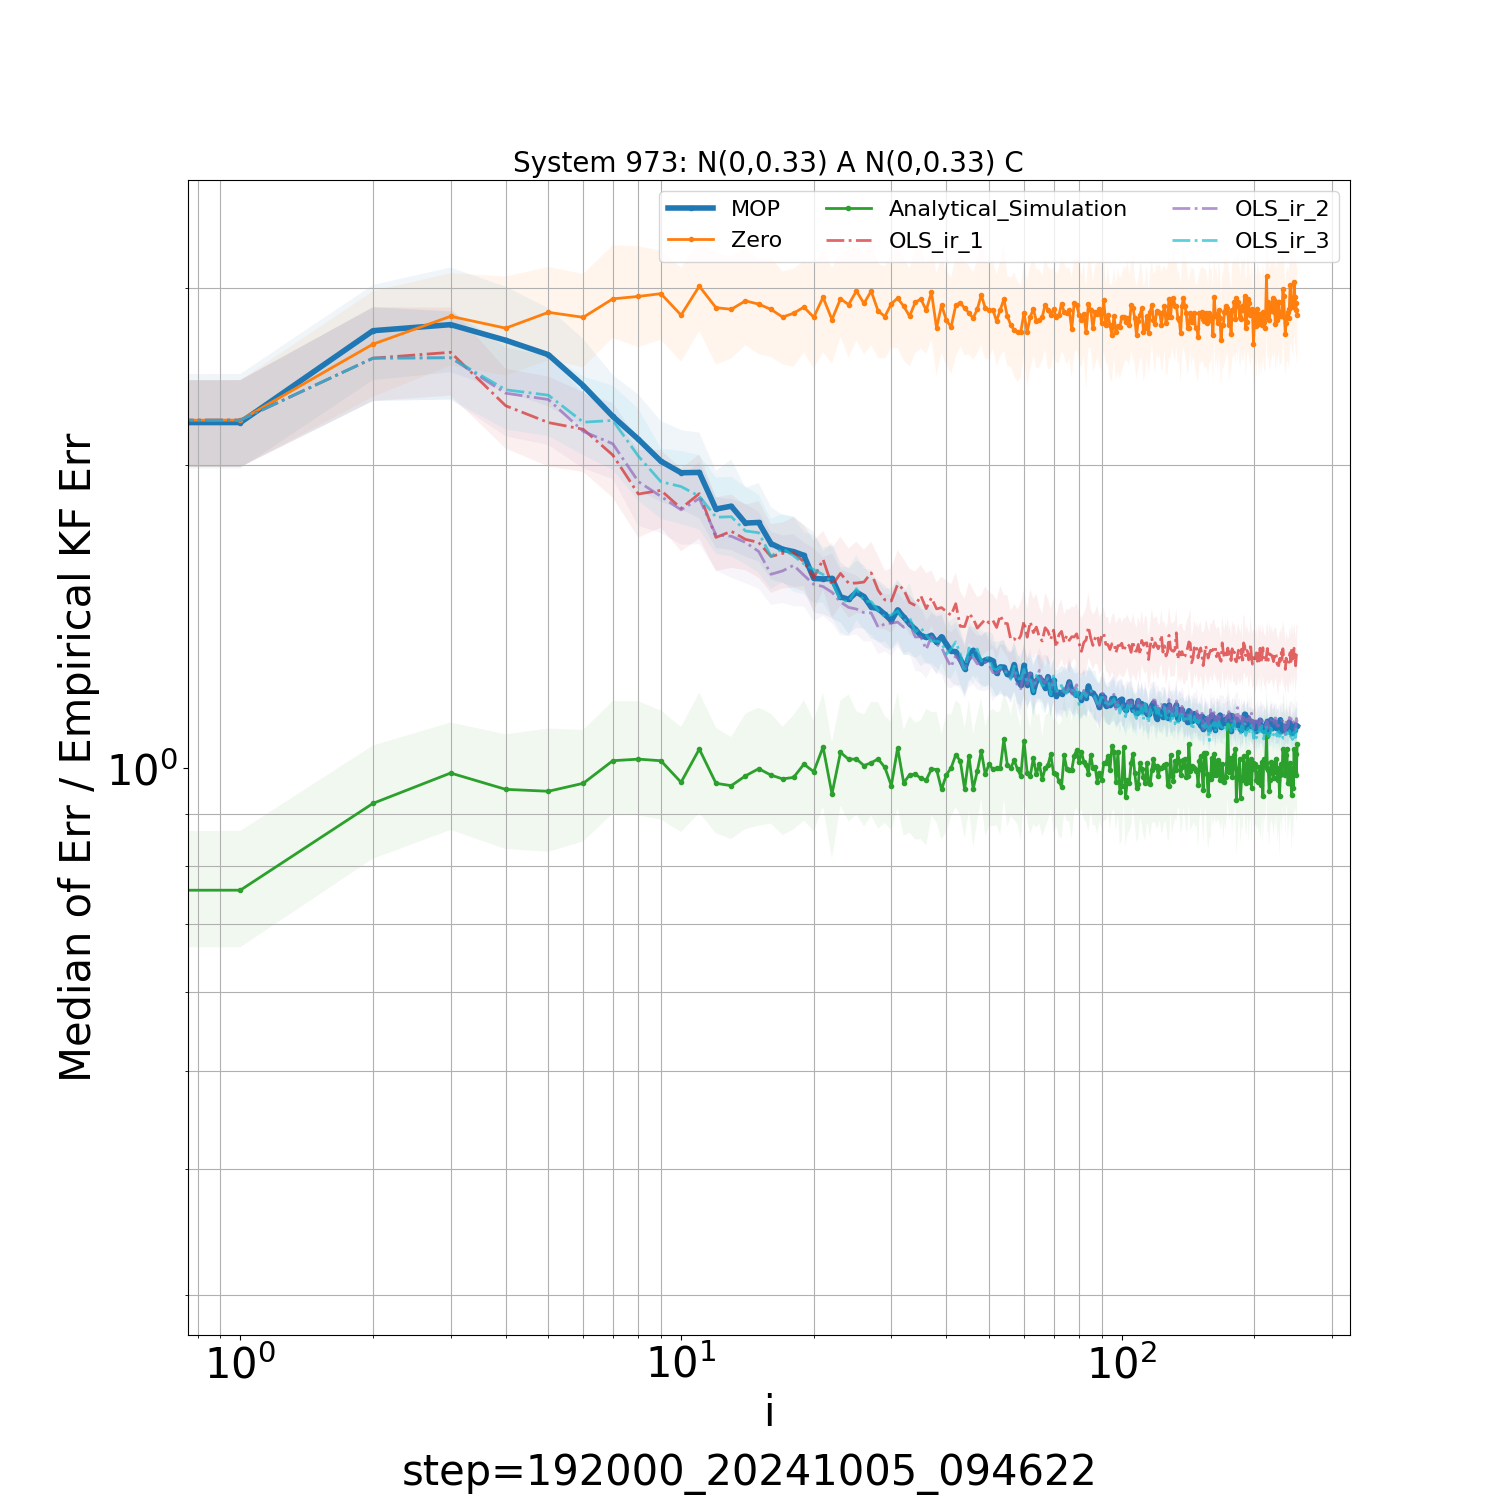 System 973: N(0,0.33) A N(0,0.33) C
MOP
Zero
Analytical_Simulation
OLS_ir_1
OLS_ir_2
OLS_ir_3
Median of Err / Empirical KF Err
10⁰
10⁰ 10¹ 10²
i
step=192000_20241005_094622